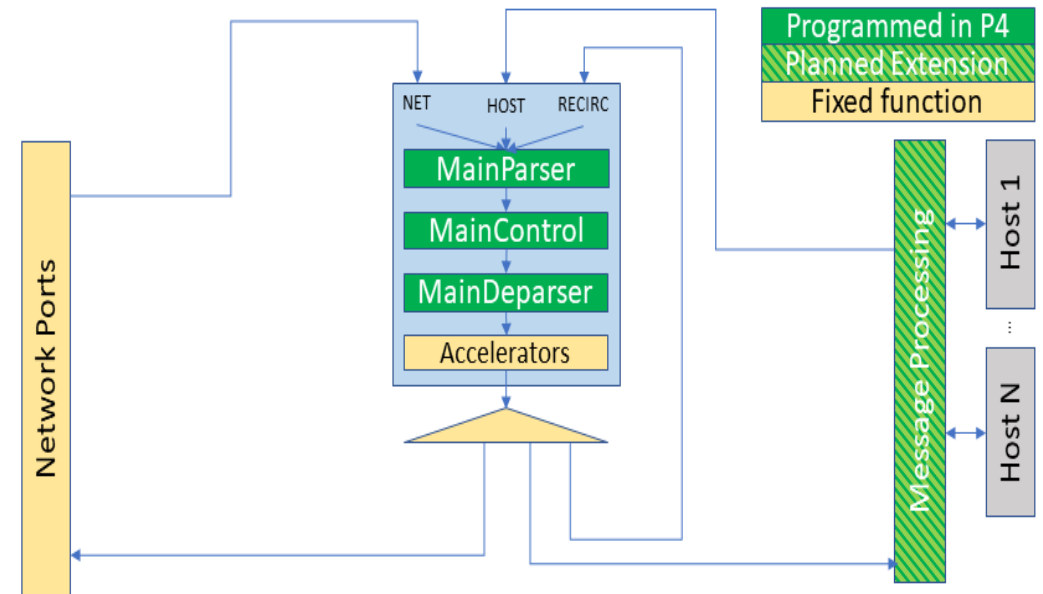 Programmed in P4
Planned Extension
Fixed function
NET
HOST
RECIRC
MainParser
MainControl
MainDeparser
Accelerators
Network Ports
Message Processing
Host 1
...
Host N